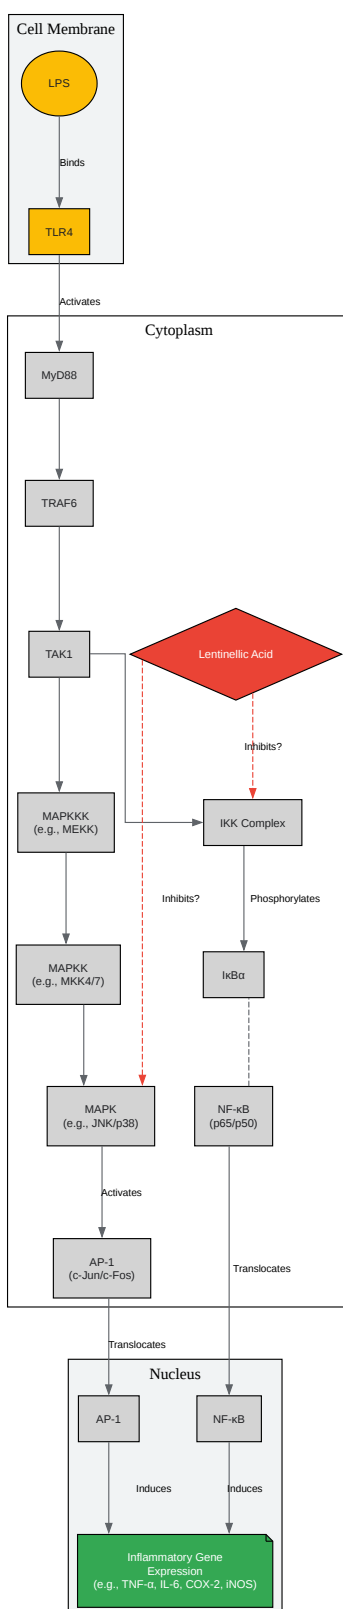 Cell Membrane
LPS
Binds
TLR4
Activates
Cytoplasm
MyD88
TRAF6
TAK1
Lentinellic Acid
Inhibits?
MAPKKK
(e.g., MEKK)
IKK Complex
Inhibits?
Phosphorylates
MAPKK
(e.g., MKK4/7)
IκBα
MAPK
(e.g., JNK/p38)
NF-κB
(p65/p50)
Activates
AP-1
(c-Jun/c-Fos)
Translocates
Translocates
Nucleus
AP-1
NF-κB
Induces
Induces
Inflammatory Gene
Expression
(e.g., TNF-α, IL-6, COX-2, iNOS)